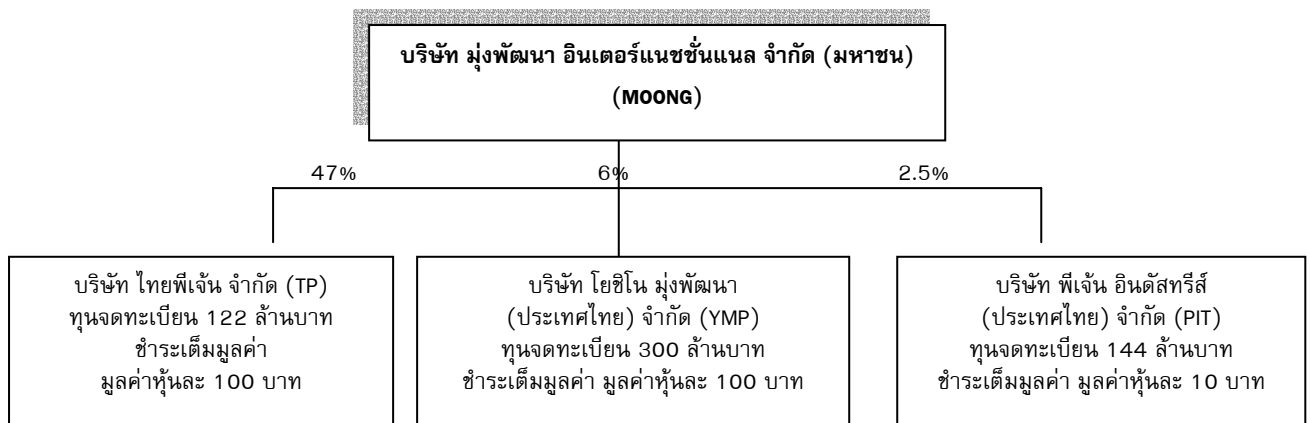 บริษัท มุ่งพัฒนา อินเตอร์แนชชั่นแนล จำกัด (มหาชน)
(MOONG)
47%
6%
2.5%
บริษัท ไทยพีเจ้น จำกัด (TP)
ทุนจดทะเบียน 122 ล้านบาท
ชำระเต็มมูลค่า
มูลค่าหุ้นละ 100 บาท
บริษัท โยชิโน มุ่งพัฒนา
(ประเทศไทย) จำกัด (YMP)
ทุนจดทะเบียน 300 ล้านบาท
ชำระเต็มมูลค่า มูลค่าหุ้นละ 100 บาท
บริษัท พีเจ้น อินดัสทรีส์
(ประเทศไทย) จำกัด (PIT)
ทุนจดทะเบียน 144 ล้านบาท
ชำระเต็มมูลค่า มูลค่าหุ้นละ 10 บาท